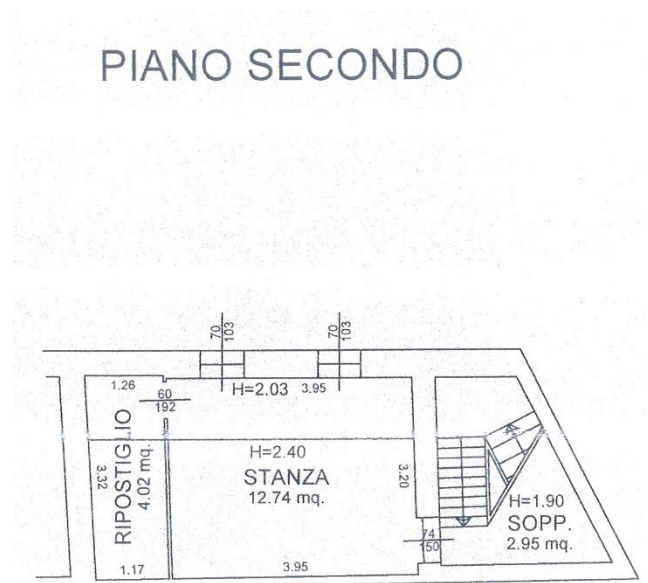 PIANO SECONDO
70
103
70
103
1.26
60
192
H=2.03
3.95
RIPOSTIGLIO
4.02 mq.
3.32
H=2.40
STANZA
12.74 mq.
3.20
H=1.90
SOPP.
2.95 mq.
74
150
1.17
3.95